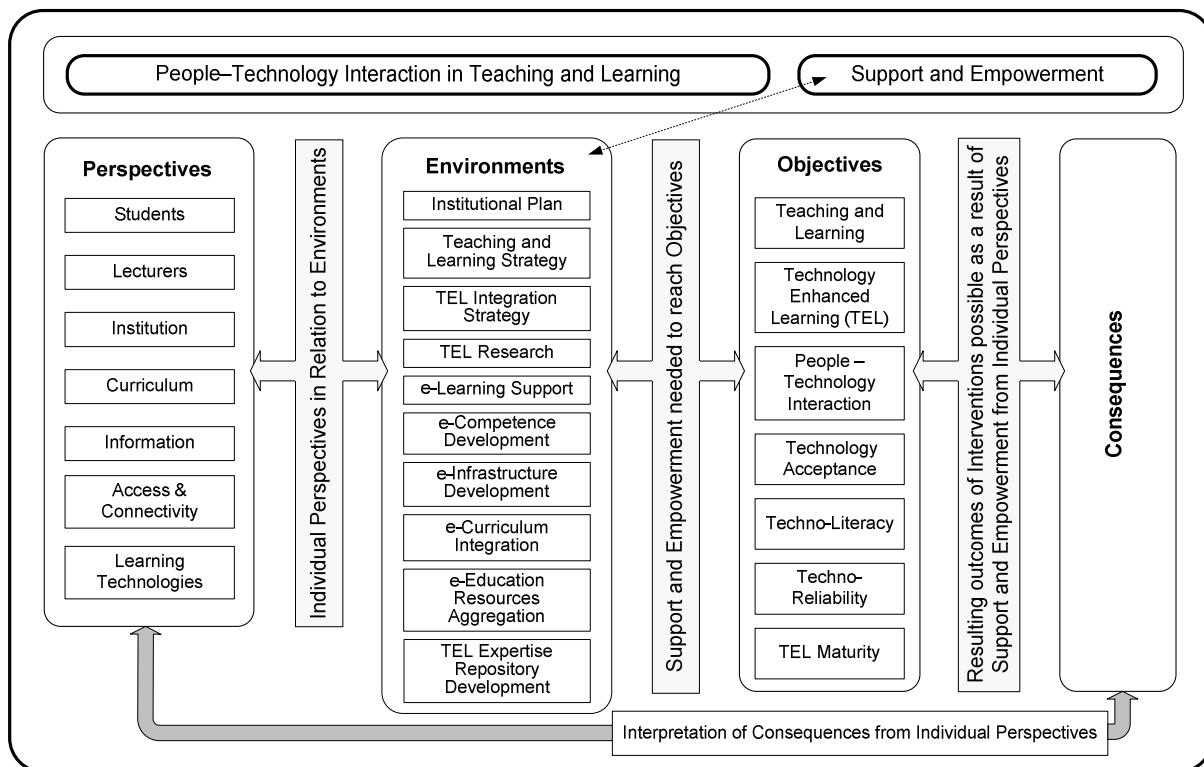 People–Technology Interaction in Teaching and Learning
Support and Empowerment
Perspectives
Students
Lecturers
Institution
Curriculum
Information
Access &
Connectivity
Learning
Technologies
Individual Perspectives in Relation to Environments
Environments
Institutional Plan
Teaching and
Learning Strategy
TEL Integration
Strategy
TEL Research
e-Learning Support
e-Competence
Development
e-Infrastructure
Development
e-Curriculum
Integration
e-Education
Resources
Aggregation
TEL Expertise
Repository
Development
Support and Empowerment needed to reach Objectives
Objectives
Teaching and
Learning
Technology
Enhanced
Learning (TEL)
People –
Technology
Interaction
Technology
Acceptance
Techno-Literacy
Techno-
Reliability
TEL Maturity
Resulting outcomes of Interventions possible as a result of
Support and Empowerment from Individual Perspectives
Consequences
Interpretation of Consequences from Individual Perspectives